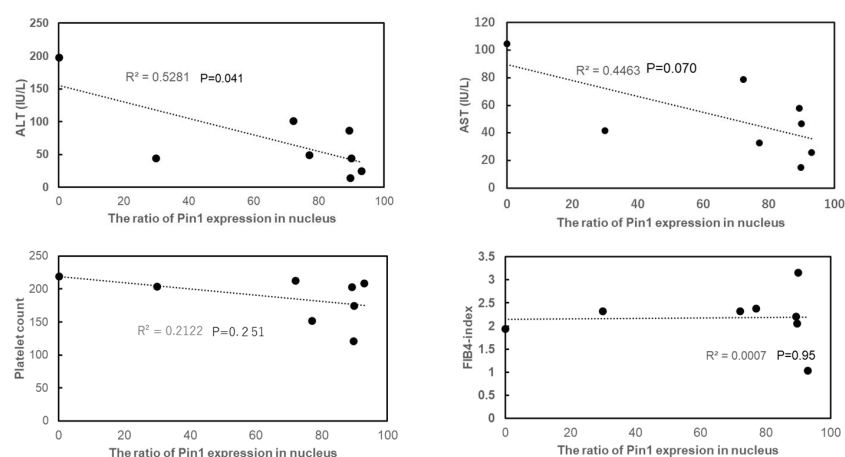 250
200
150
100
50
0
ALT (IU/L)
R² = 0.5281 P=0.041
0 20 40 60 80 100
The ratio of Pin1 expression in nucleus
120
100
80
60
40
20
0
AST (IU/L)
R² = 0.4463 P=0.070
0 20 40 60 80 100
The ratio of Pin1 expression in nucleus
250
200
150
100
50
0
Platelet count
R² = 0.2122 P=0.251
0 20 40 60 80 100
The ratio of Pin1 expresion in nucleus
3.5
3
2.5
2
1.5
1
0.5
0
FIB4-index
R² = 0.0007 P=0.95
0 20 40 60 80 100
The ratio of Pin1 expression in nucleus